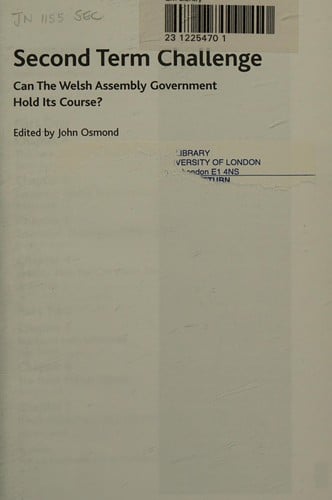 JN 1155 SEC
23 1225470 1
Second Term Challenge
Can The Welsh Assembly Government
Hold Its Course?
Edited by John Osmond
LIBRARY
VERSITY OF LONDON
London E1 4NS
ETURN